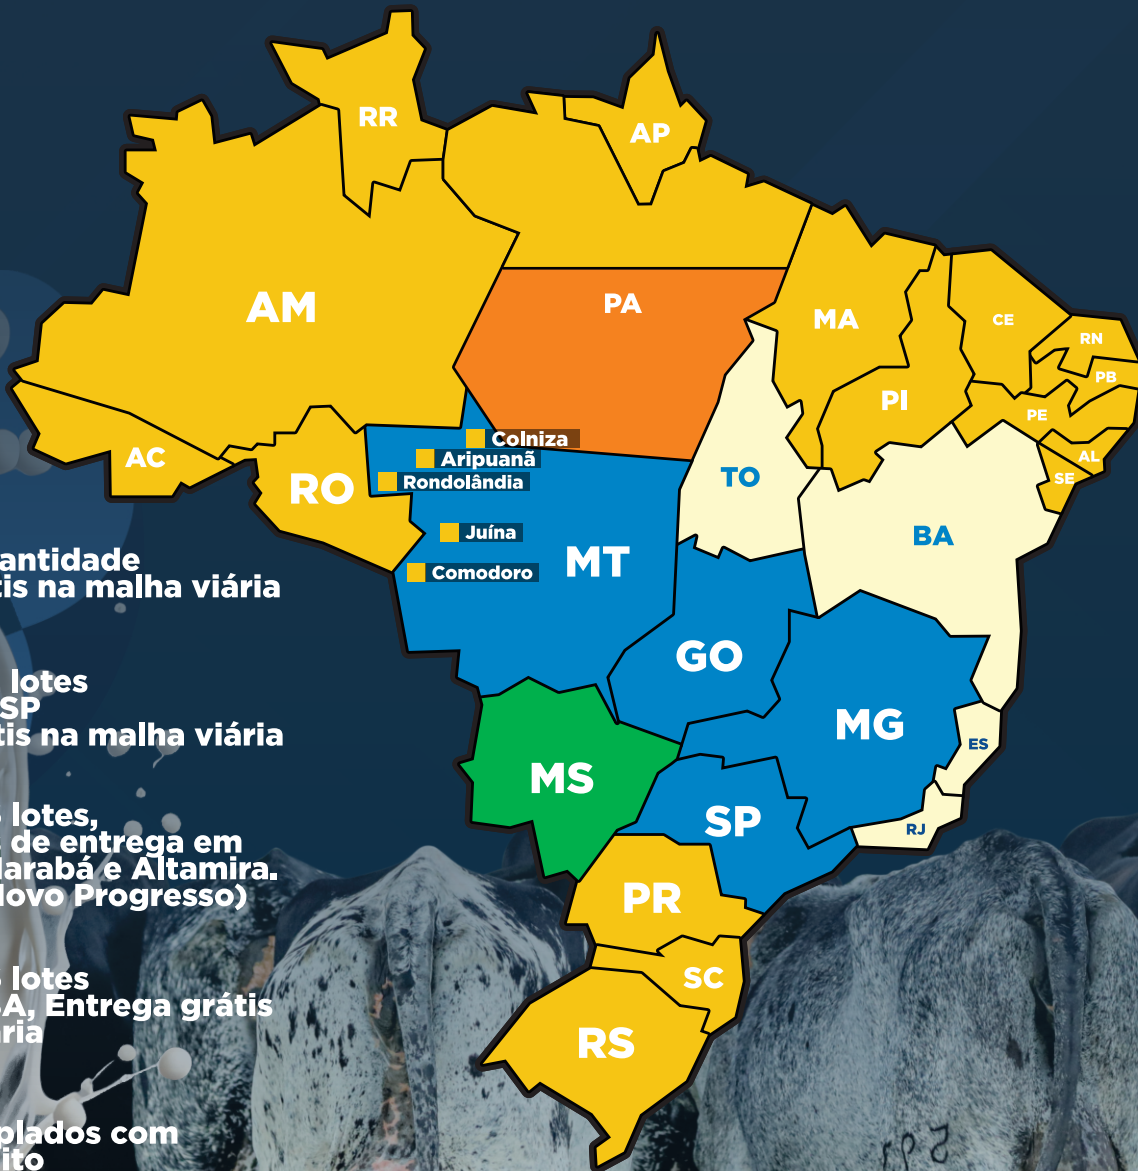 RR
AP
AM
PA
MA
CE
RN
PB
PI
PE
AL
SE
AC
RO
TO
BA
Colniza
Aripuanã
Rondolândia
Juína
Comodoro
MT
GO
MG
ES
MS
SP
RJ
PR
SC
RS
antidade
tis na malha viária
lotes
SP
tis na malha viária
lotes,
de entrega em
arabá e Altamira.
ovo Progresso)
lotes
A, Entrega grátis
ria
plados com
ito